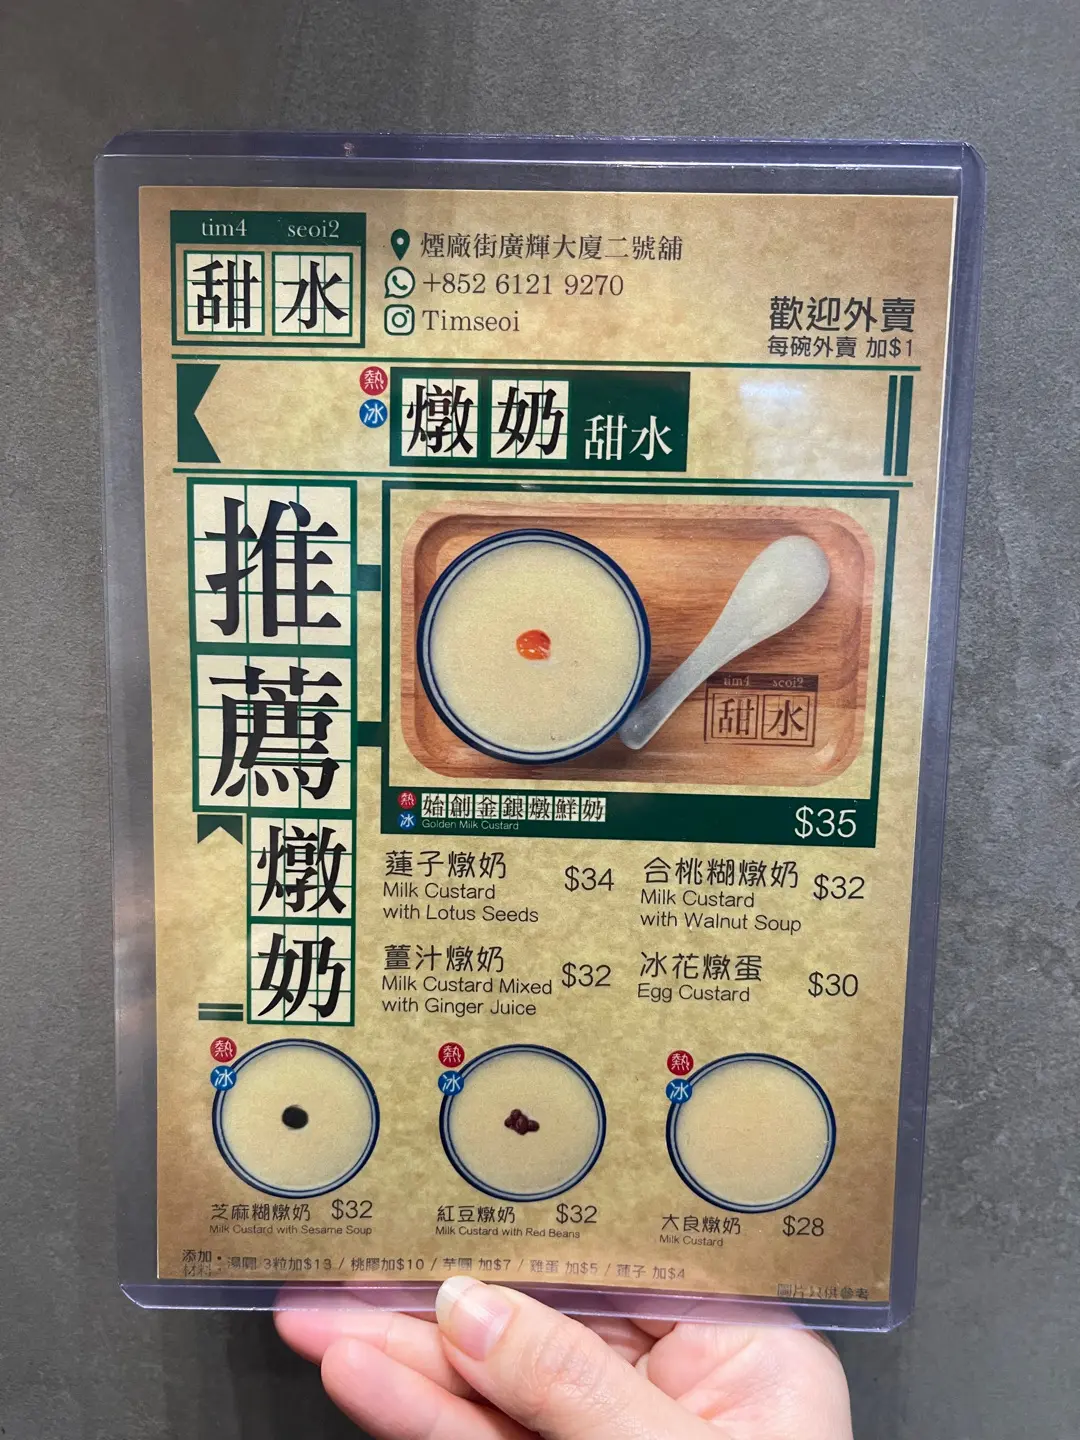 tim4 seoi2
甜水
煙廠街廣輝大廈二號舖
+852 6121 9270
Timseoi
歡迎外賣
每碗外賣 加$1
熱
冰
燉奶 甜水
推薦燉奶
tim4 seoi2
甜水
熱
冰
始創金銀燉鮮奶
Golden Milk Custard
$35
蓮子燉奶 $34
Milk Custard
with Lotus Seeds
合桃糊燉奶 $32
Milk Custard
with Walnut Soup
薑汁燉奶 $32
Milk Custard Mixed
with Ginger Juice
冰花燉蛋 $30
Egg Custard
熱
冰
芝麻糊燉奶 $32
Milk Custard with Sesame Soup
熱
冰
紅豆燉奶 $32
Milk Custard with Red Beans
熱
冰
大良燉奶 $28
Milk Custard
添加材料: 湯圓 3粒加$13 / 桃膠加$10 / 芋圓 加$7 / 雞蛋 加$5 / 蓮子 加$4
圖片只供參考